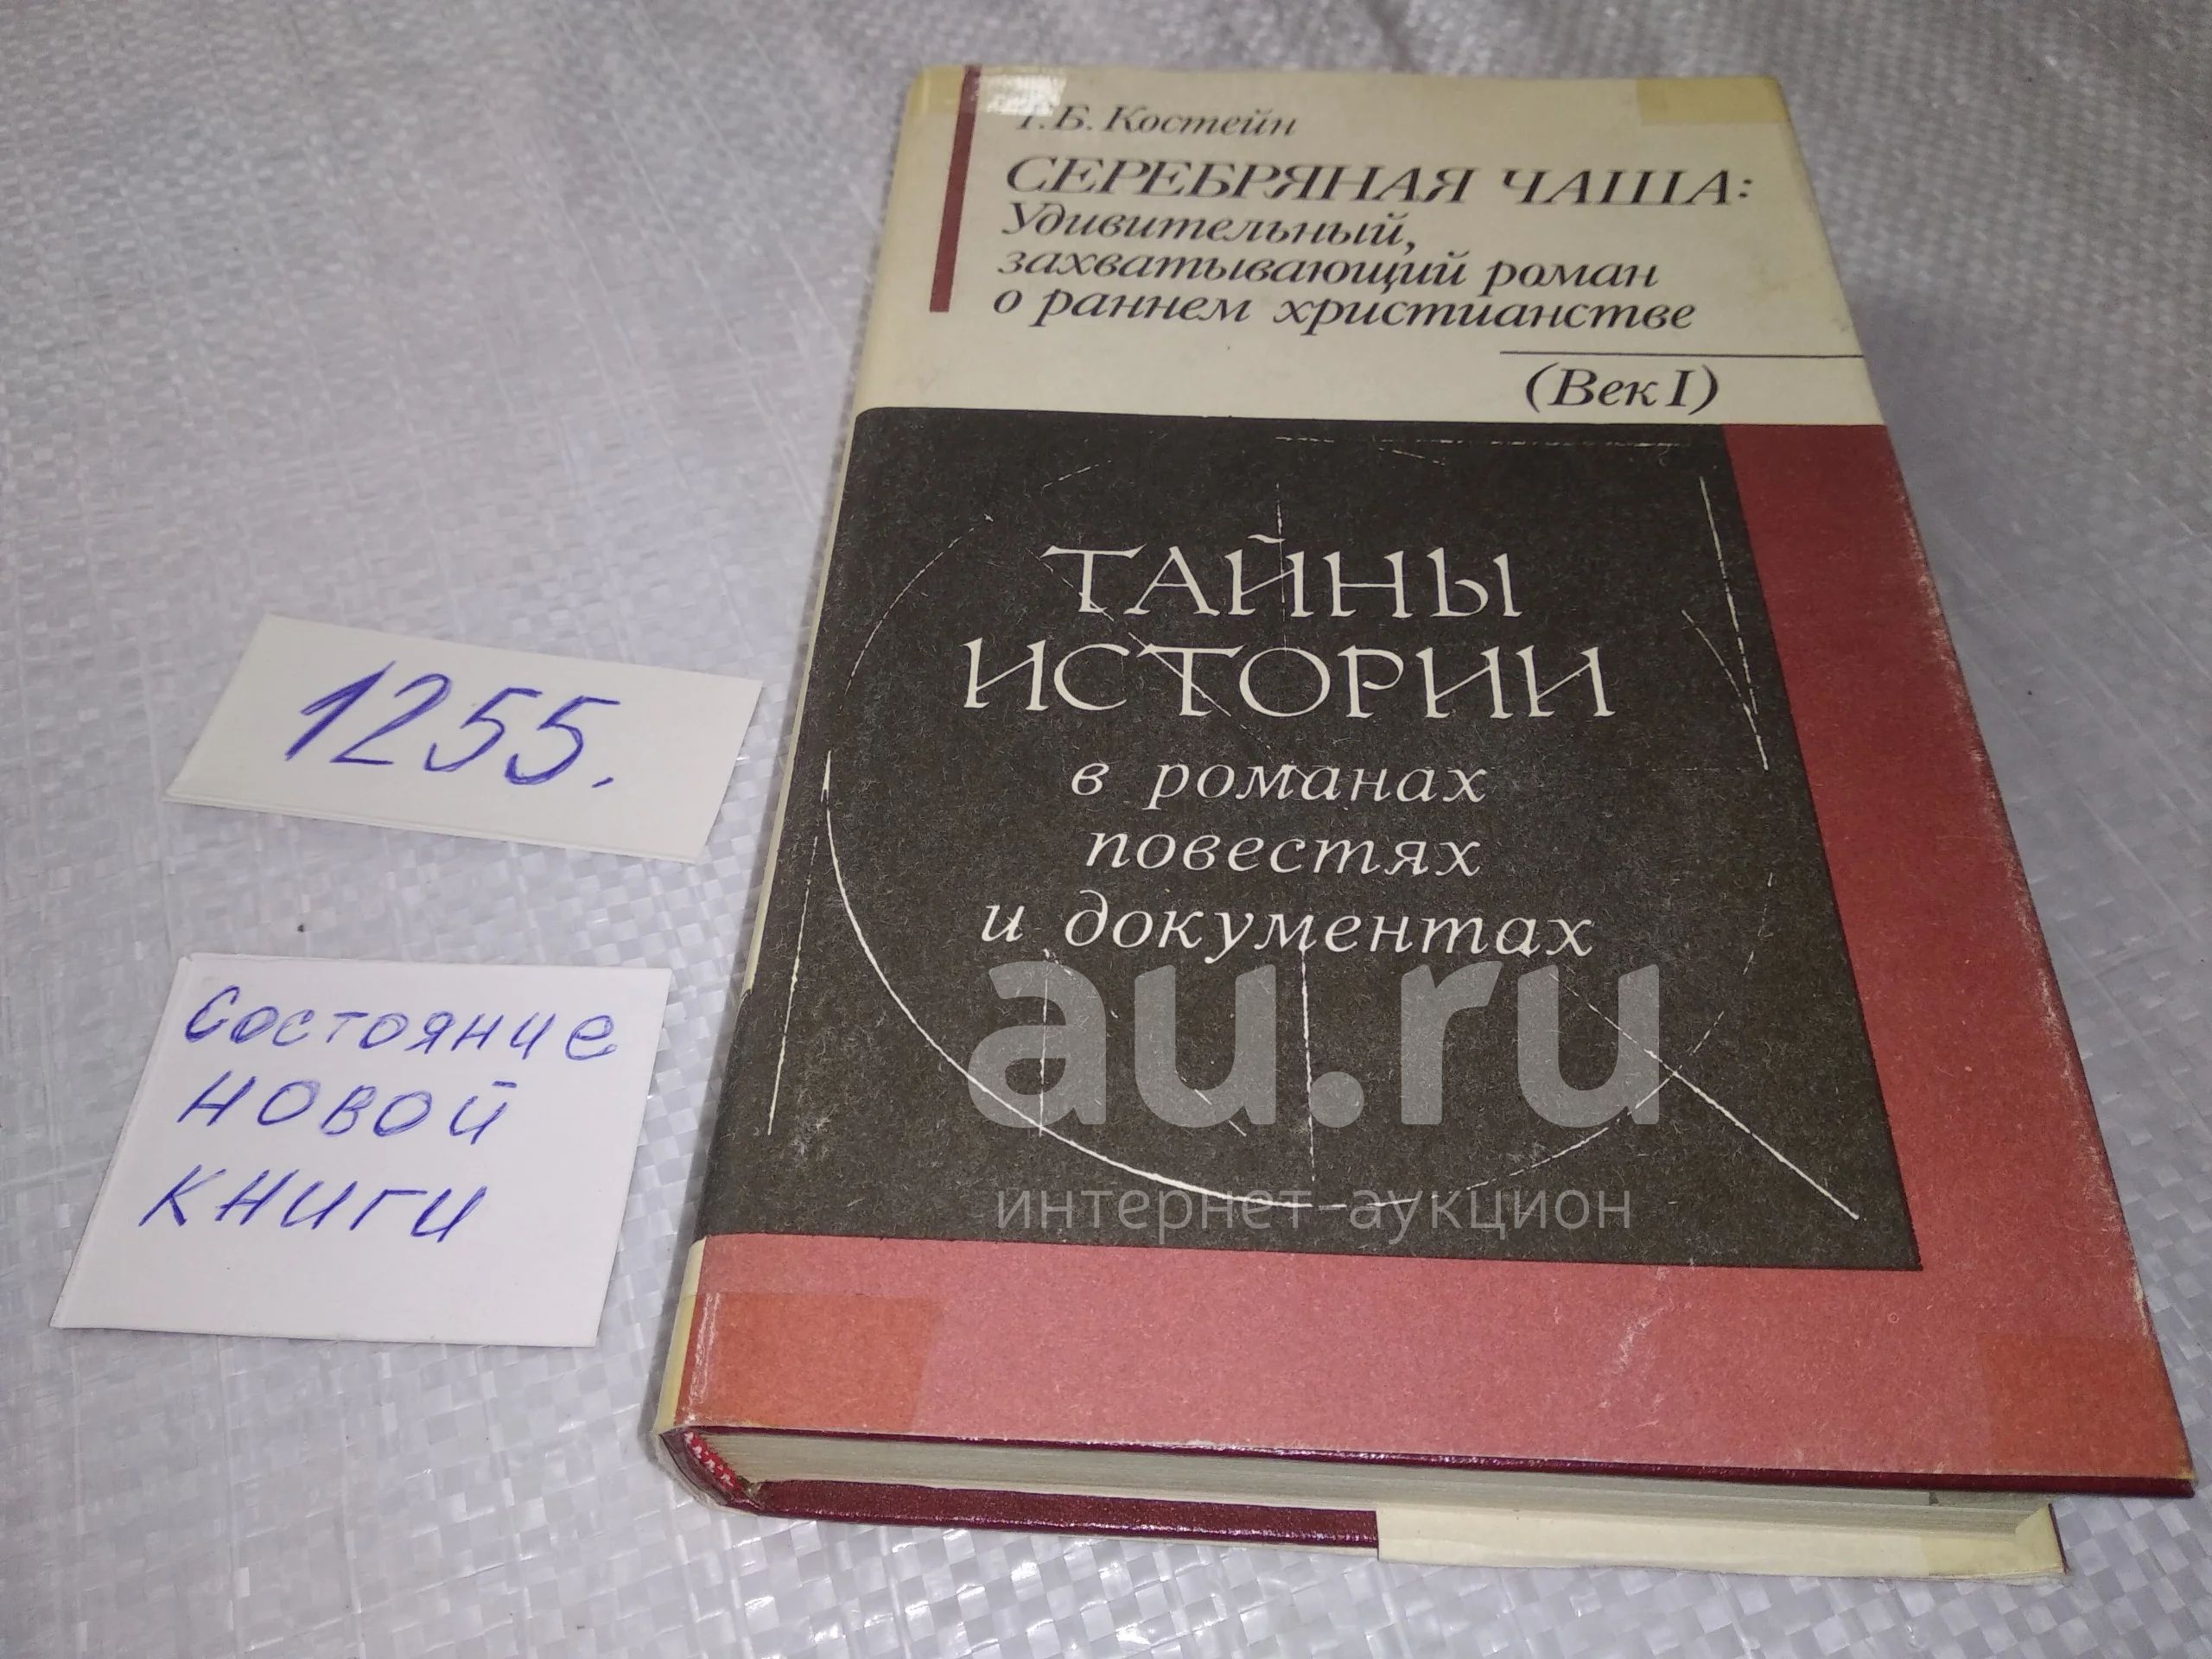 Т.Б. Костейн
СЕРЕБРЯНАЯ ЧАША:
Удивительный,
захватывающий роман
о раннем христианстве
(Век I)
ТАЙНЫ
ИСТОРИИ
в романах
повестях
и документах
au.ru
интернет-аукцион
1255.
Состояние
новой
книги